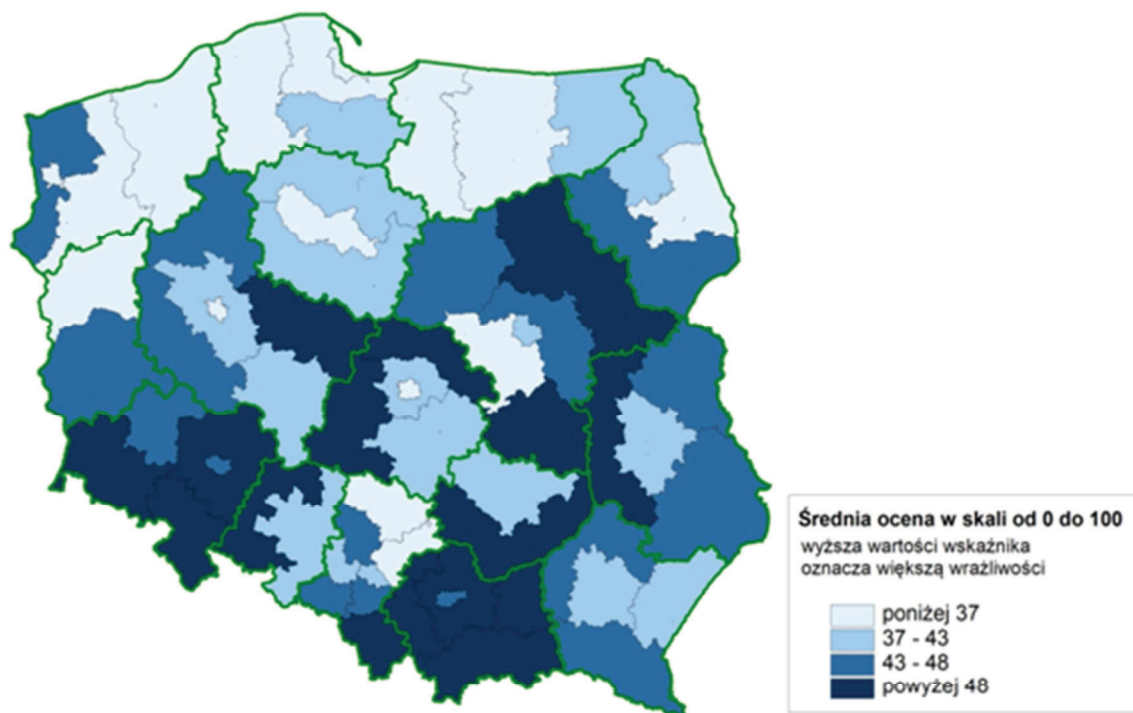 Średnia ocena w skali od 0 do 100
wyższa wartości wskaźnika
oznacza większą wrażliwości
poniżej 37
37 - 43
43 - 48
powyżej 48